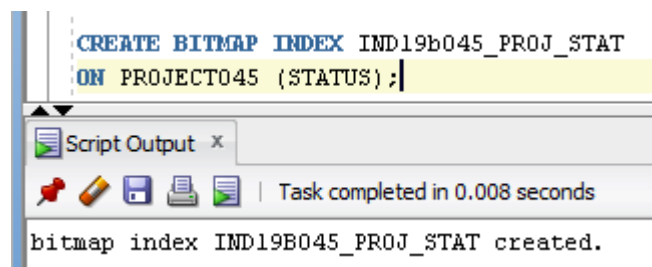 CREATE BITMAP INDEX IND19b045_PROJ_STAT
ON PROJECT045 (STATUS);
Script Output x
Task completed in 0.008 seconds
bitmap index IND19B045_PROJ_STAT created.